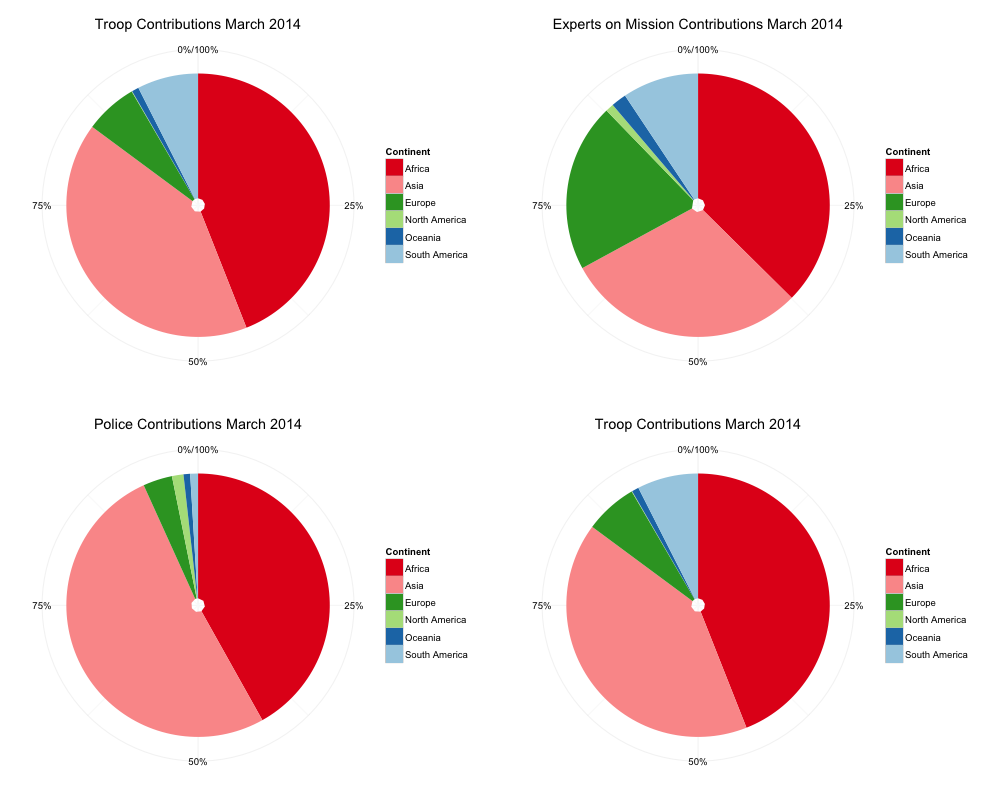 Troop Contributions March 2014
0%/100%
75%
25%
50%
Continent
Africa
Asia
Europe
North America
Oceania
South America
Experts on Mission Contributions March 2014
0%/100%
75%
25%
50%
Continent
Africa
Asia
Europe
North America
Oceania
South America
Police Contributions March 2014
0%/100%
75%
25%
50%
Continent
Africa
Asia
Europe
North America
Oceania
South America
Troop Contributions March 2014
0%/100%
75%
25%
50%
Continent
Africa
Asia
Europe
North America
Oceania
South America